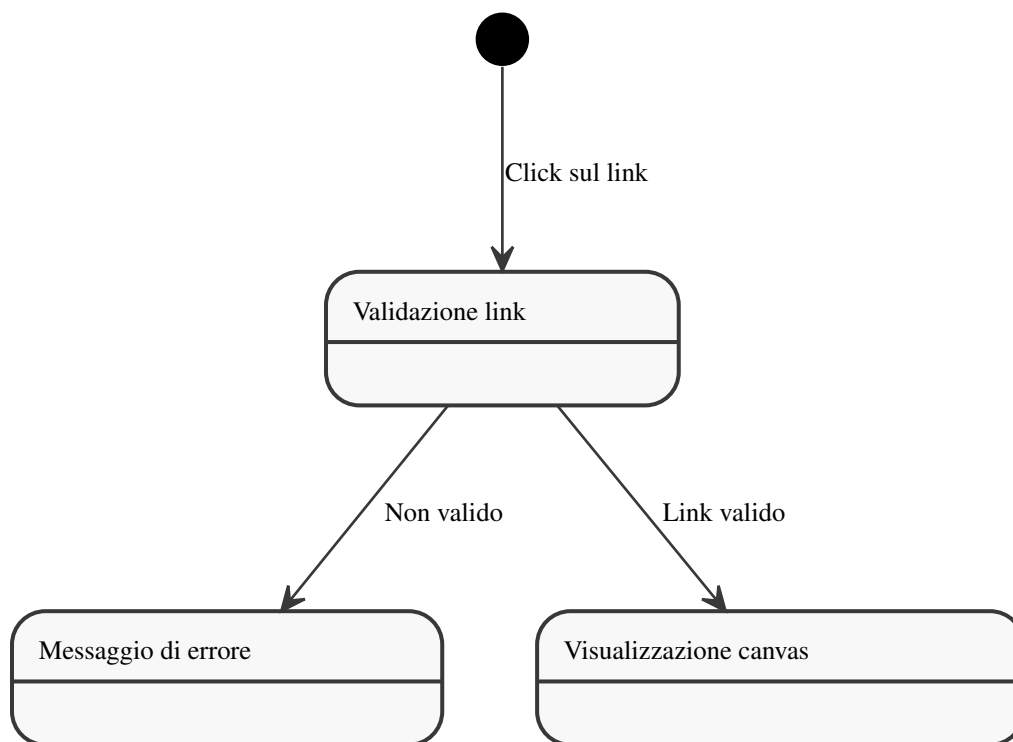 Click sul link
Validazione link
Non valido
Link valido
Messaggio di errore
Visualizzazione canvas